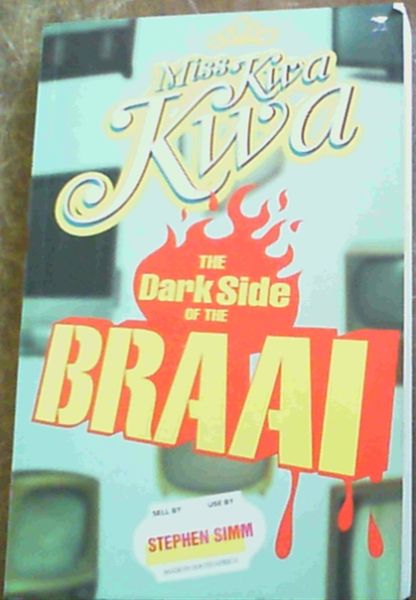 Miss Kwa
Kwa
THE
Dark Side
OF THE
BRAAI
SELL BY USE BY
STEPHEN SIMM